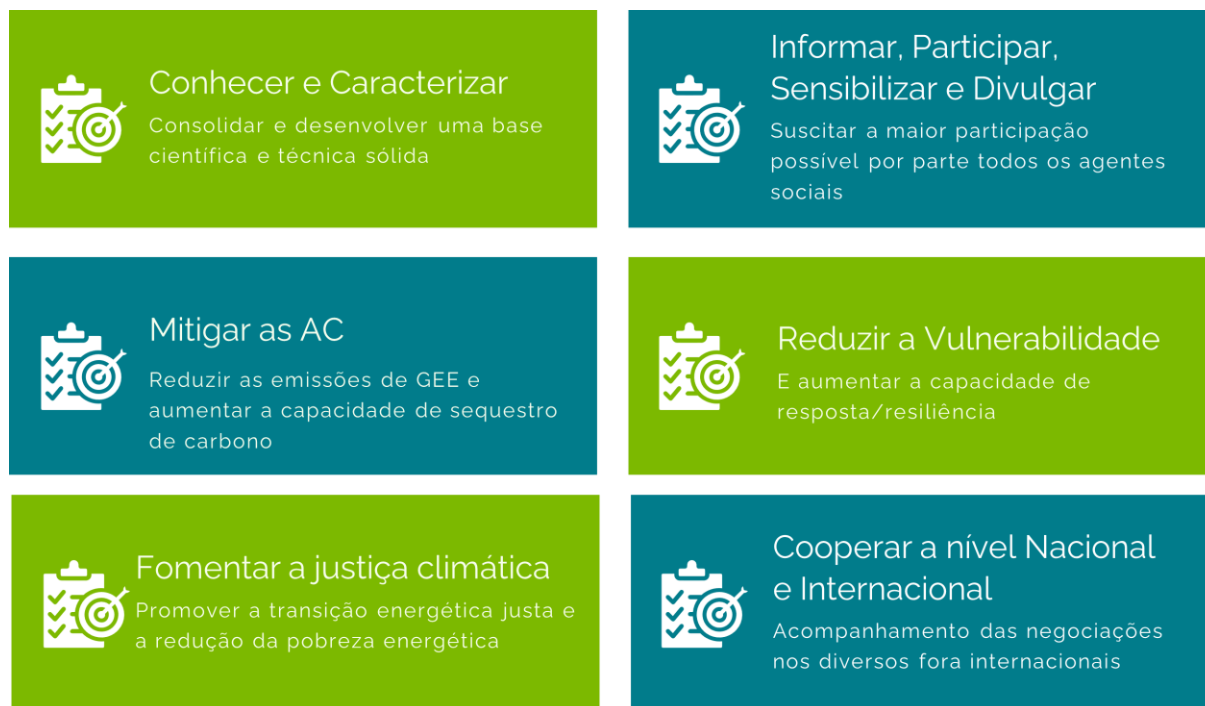 Conhecer e Caracterizar
Consolidar e desenvolver uma base
científica e técnica sólida
Informar, Participar,
Sensibilizar e Divulgar
Suscitar a maior participação
possível por parte todos os agentes
sociais
Mitigar as AC
Reduzir as emissões de GEE e
aumentar a capacidade de sequestro
de carbono
Reduzir a Vulnerabilidade
E aumentar a capacidade de
resposta/resiliência
Fomentar a justiça climática
Promover a transição energética justa e
a redução da pobreza energética
Cooperar a nível Nacional
e Internacional
Acompanhamento das negociações
nos diversos fora internacionais